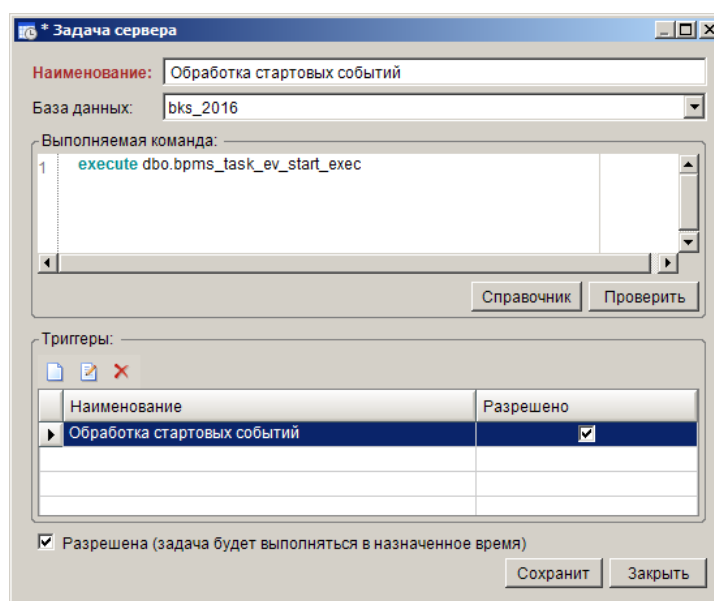 * Задача сервера
Наименование: Обработка стартовых событий
База данных: bks_2016
Выполняемая команда:
1 execute dbo.bpms_task_ev_start_exec
Справочник Проверить
Триггеры:
Наименование Разрешено
Обработка стартовых событий
Разрешена (задача будет выполняться в назначенное время)
Сохранит Закрыть